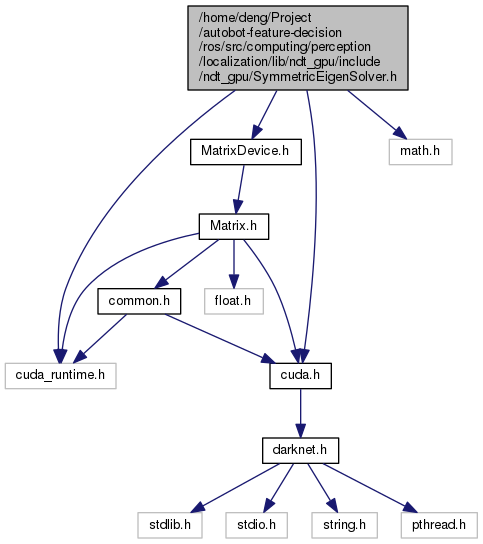 /home/deng/Project
/autobot-feature-decision
/ros/src/computing/perception
/localization/lib/ndt_gpu/include
/ndt_gpu/SymmetricEigenSolver.h
MatrixDevice.h
math.h
Matrix.h
common.h
float.h
cuda_runtime.h
cuda.h
darknet.h
stdlib.h
stdio.h
string.h
pthread.h